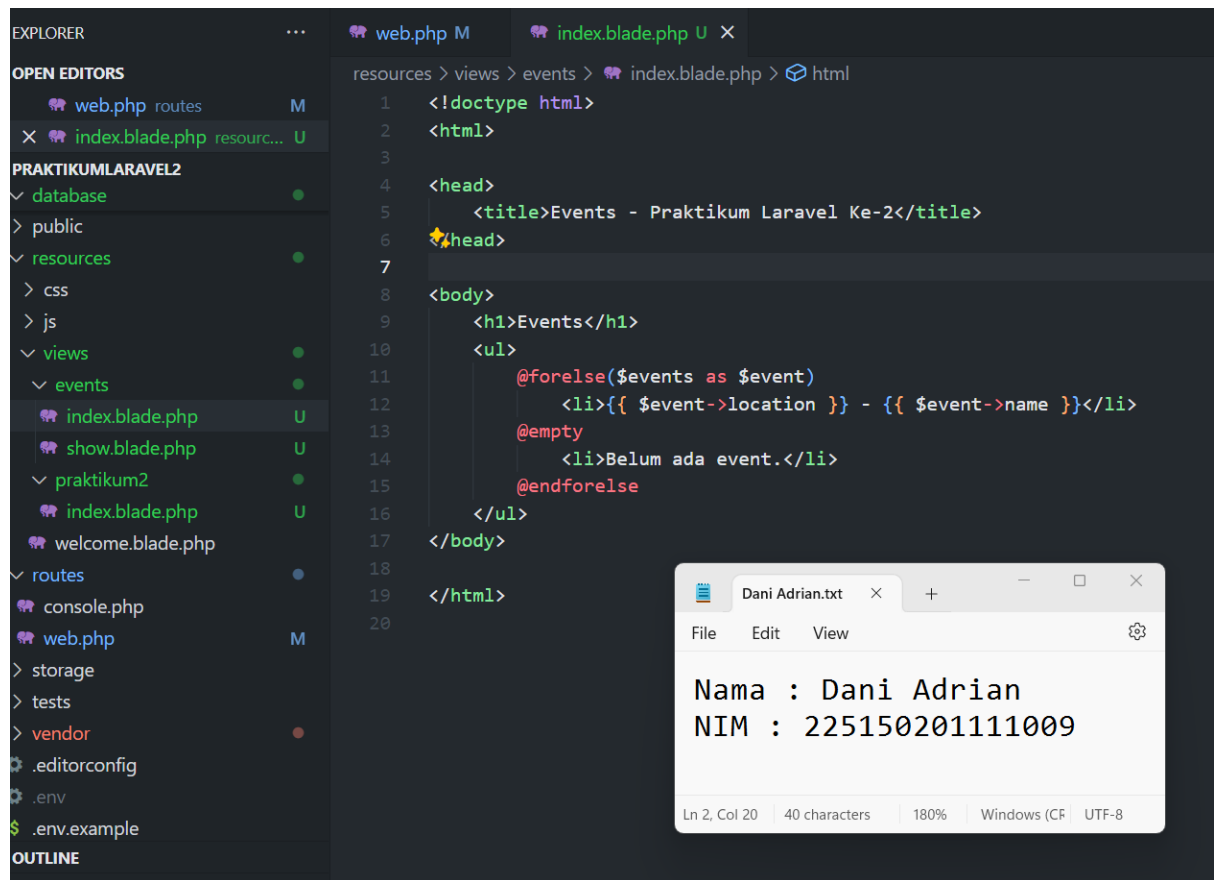 EXPLORER ...
OPEN EDITORS
web.php routes M
index.blade.php resourc... U
PRAKTIKUMLARAVEL2
database
public
resources
css
js
views
events
index.blade.php U
show.blade.php U
praktikum2
index.blade.php U
welcome.blade.php
routes
console.php
web.php M
storage
tests
vendor
.editorconfig
.env
$ .env.example
OUTLINE
web.php M index.blade.php U
resources > views > events > index.blade.php > html
1 <!doctype html>
2 <html>
3
4 <head>
5 <title>Events - Praktikum Laravel Ke-2</title>
6 </head>
7
8 <body>
9 <h1>Events</h1>
10 <ul>
11 @forelse($events as $event)
12 <li>{{ $event->location }} - {{ $event->name }}</li>
13 @empty
14 <li>Belum ada event.</li>
15 @endforelse
16 </ul>
17 </body>
18
19 </html>
20
Dani Adrian.txt
File Edit View
Nama : Dani Adrian
NIM : 225150201111009
Ln 2, Col 20 40 characters 180% Windows (CF UTF-8